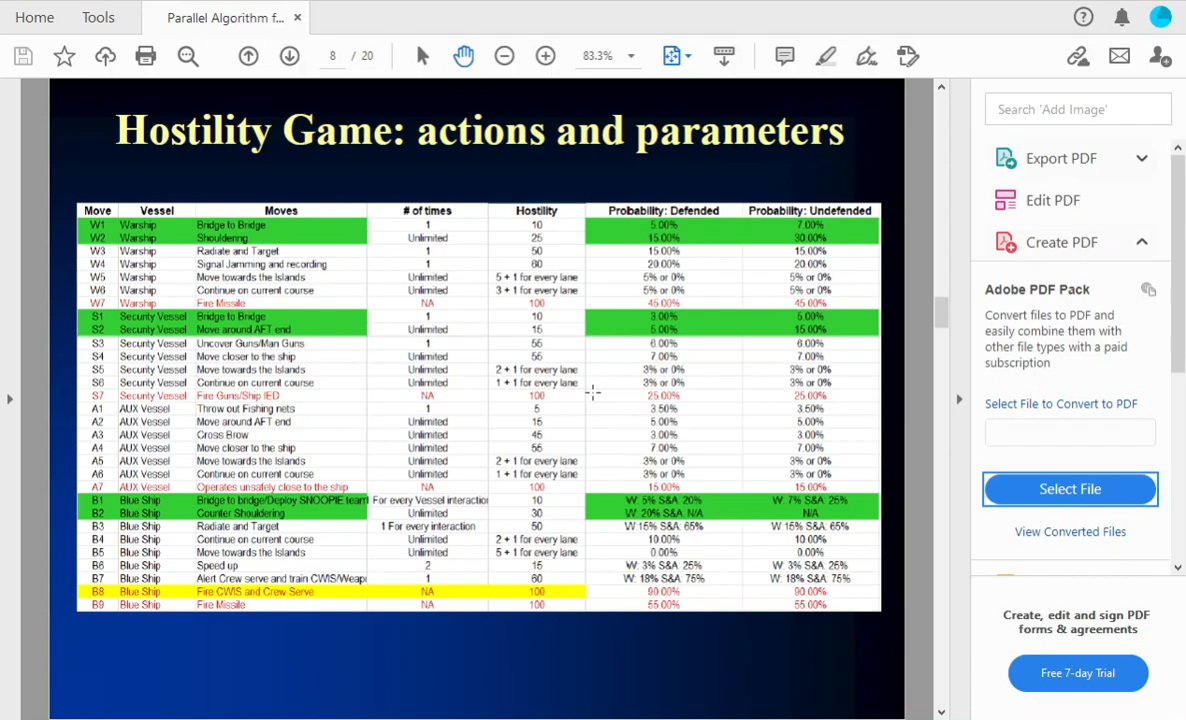 Home Tools Parallel Algorithm f... ×
8 / 20 83.3%
Hostility Game: actions and parameters
Move Vessel Moves # of times Hostility Probability: Defended Probability: Undefended
W1 Warship Bridge to Bridge 1 10 5.00% 7.00%
W2 Warship Shouldering Unlimited 25 15.00% 30.00%
W3 Warship Radiate and Target 1 50 15.00% 15.00%
W4 Warship Signal Jamming and recording 1 60 20.00% 20.00%
W5 Warship Move towards the Islands Unlimited 5 + 1 for every lane 5% or 0% 5% or 0%
W6 Warship Continue on current course Unlimited 3 + 1 for every lane 5% or 0% 5% or 0%
W7 Warship Fire Missile NA 100 45.00% 45.00%
S1 Security Vessel Bridge to Bridge 1 10 3.00% 5.00%
S2 Security Vessel Move around AFT end Unlimited 15 5.00% 15.00%
S3 Security Vessel Uncover Guns/Man Guns 1 55 6.00% 6.00%
S4 Security Vessel Move closer to the ship Unlimited 55 7.00% 7.00%
S5 Security Vessel Move towards the Islands Unlimited 2 + 1 for every lane 3% or 0% 3% or 0%
S6 Security Vessel Continue on current course Unlimited 1 + 1 for every lane 3% or 0% 3% or 0%
S7 Security Vessel Fire Guns/Ship IED NA 100 25.00% 25.00%
A1 AUX Vessel Throw out Fishing nets 1 5 3.50% 3.50%
A2 AUX Vessel Move around AFT end Unlimited 15 5.00% 5.00%
A3 AUX Vessel Cross Brow Unlimited 45 3.00% 3.00%
A4 AUX Vessel Move closer to the ship Unlimited 55 7.00% 7.00%
A5 AUX Vessel Move towards the Islands Unlimited 2 + 1 for every lane 3% or 0% 3% or 0%
A6 AUX Vessel Continue on current course Unlimited 1 + 1 for every lane 3% or 0% 3% or 0%
A7 AUX Vessel Operates unsafely close to the ship NA 100 15.00% 15.00%
B1 Blue Ship Bridge to bridge/Deploy SNOOPIE team For every Vessel interaction 10 W: 5% S&A: 20% W: 7% S&A: 25%
B2 Blue Ship Counter Shouldering Unlimited 30 W: 20% S&A: N/A N/A
B3 Blue Ship Radiate and Target 1 For every interaction 50 W:15% S&A: 65% W: 15% S&A: 65%
B4 Blue Ship Continue on current course Unlimited 2 + 1 for every lane 10.00% 10.00%
B5 Blue Ship Move towards the Islands Unlimited 5 + 1 for every lane 0.00% 0.00%
B6 Blue Ship Speed up 2 15 W: 3% S&A: 25% W: 3% S&A: 25%
B7 Blue Ship Alert Crew serve and train CWIS/Weap 1 60 W: 18% S&A: 75% W: 18% S&A: 75%
B8 Blue Ship Fire CWIS and Crew Serve NA 100 90.00% 90.00%
B9 Blue Ship Fire Missile NA 100 55.00% 55.00%
Search 'Add Image'
Export PDF
Edit PDF
Create PDF
Adobe PDF Pack
Convert files to PDF and
easily combine them with
other file types with a paid
subscription
Select File to Convert to PDF
Select File
View Converted Files
Create, edit and sign PDF
forms & agreements
Free 7-day Trial